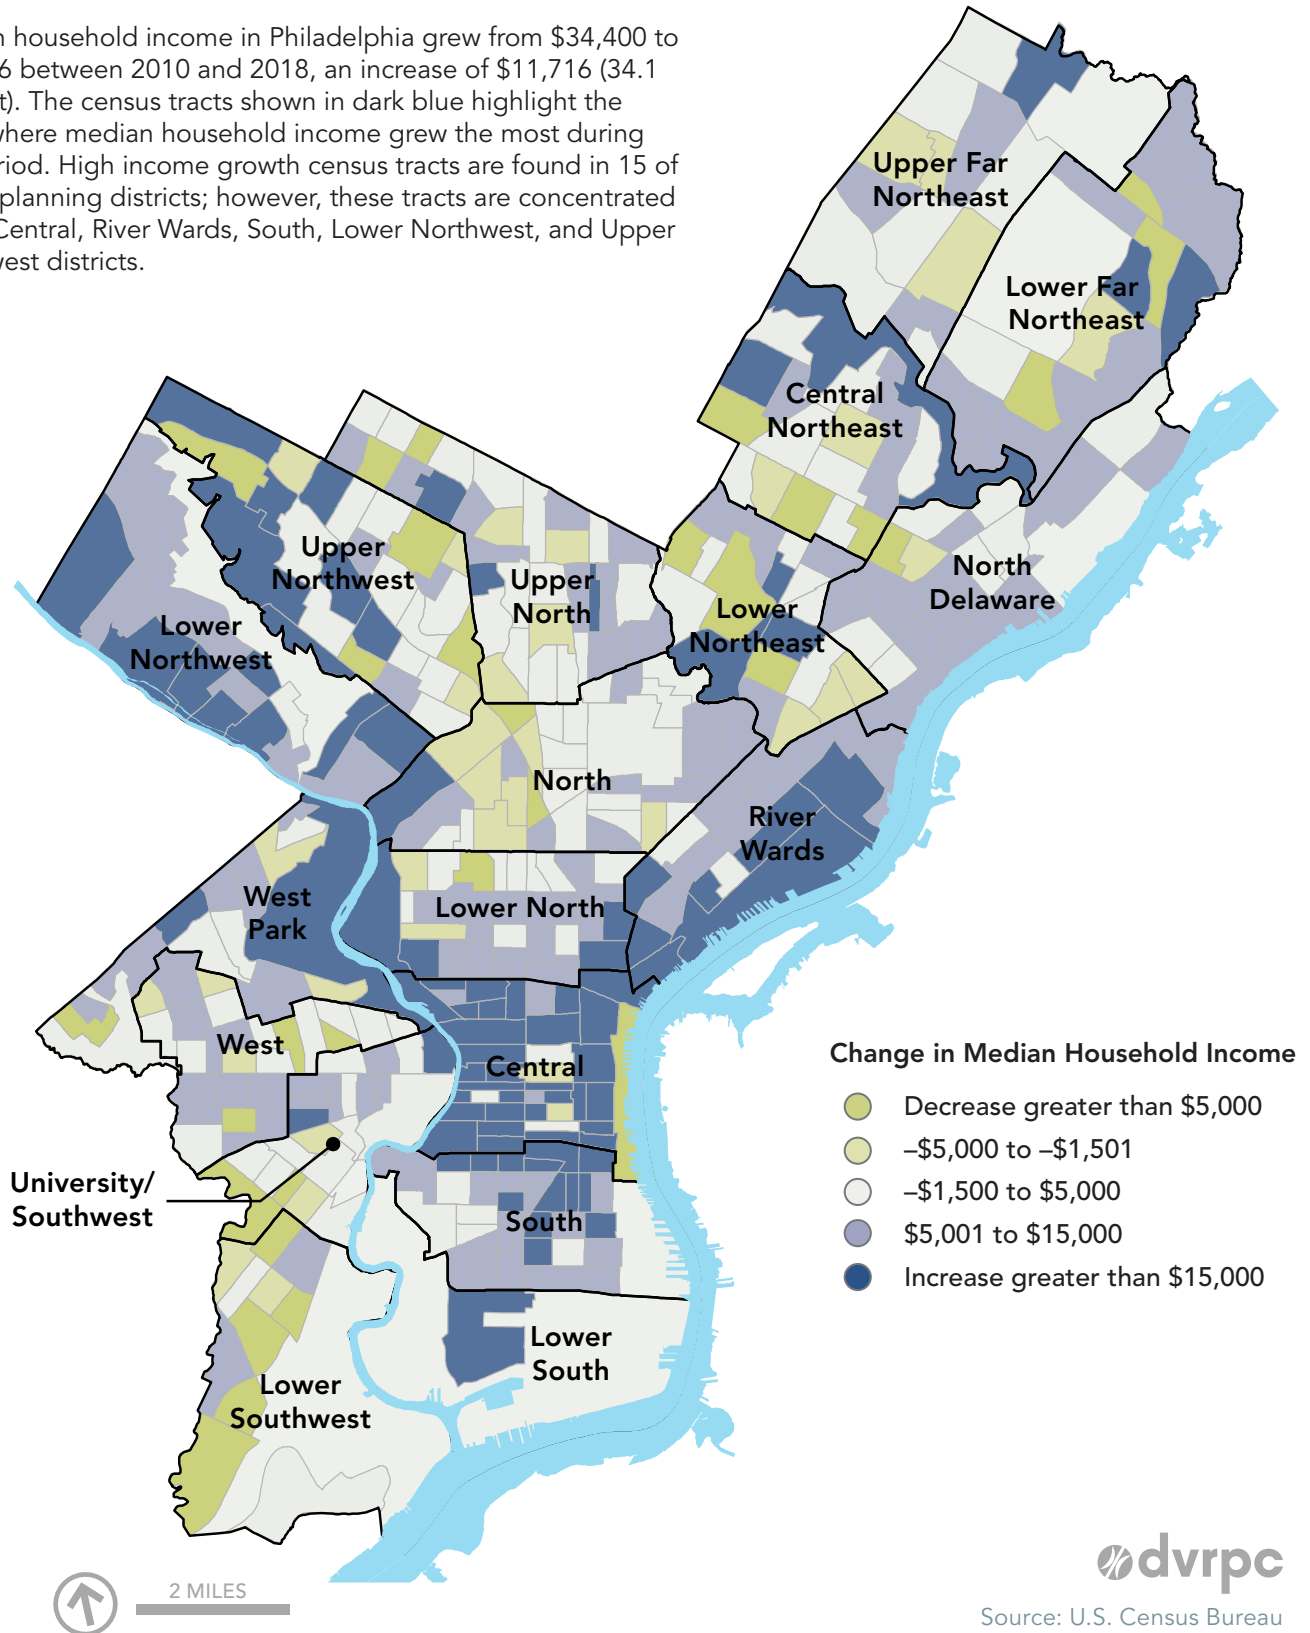 household income in Philadelphia grew from $34,400 to
6 between 2010 and 2018, an increase of $11,716 (34.1
t). The census tracts shown in dark blue highlight the
where median household income grew the most during
riod. High income growth census tracts are found in 15 of
planning districts; however, these tracts are concentrated
Central, River Wards, South, Lower Northwest, and Upper
west districts.
Upper Far
Northeast
Lower Far
Northeast
Central
Northeast
Upper
Northwest
Upper
North
North
Delaware
Lower
Northeast
Lower
Northwest
North
River
Wards
West
Park
Lower North
West
Central
University/
Southwest
South
Lower
South
Lower
Southwest
Change in Median Household Income
Decrease greater than $5,000
–$5,000 to –$1,501
–$1,500 to $5,000
$5,001 to $15,000
Increase greater than $15,000
2 MILES
dvrpc
Source: U.S. Census Bureau